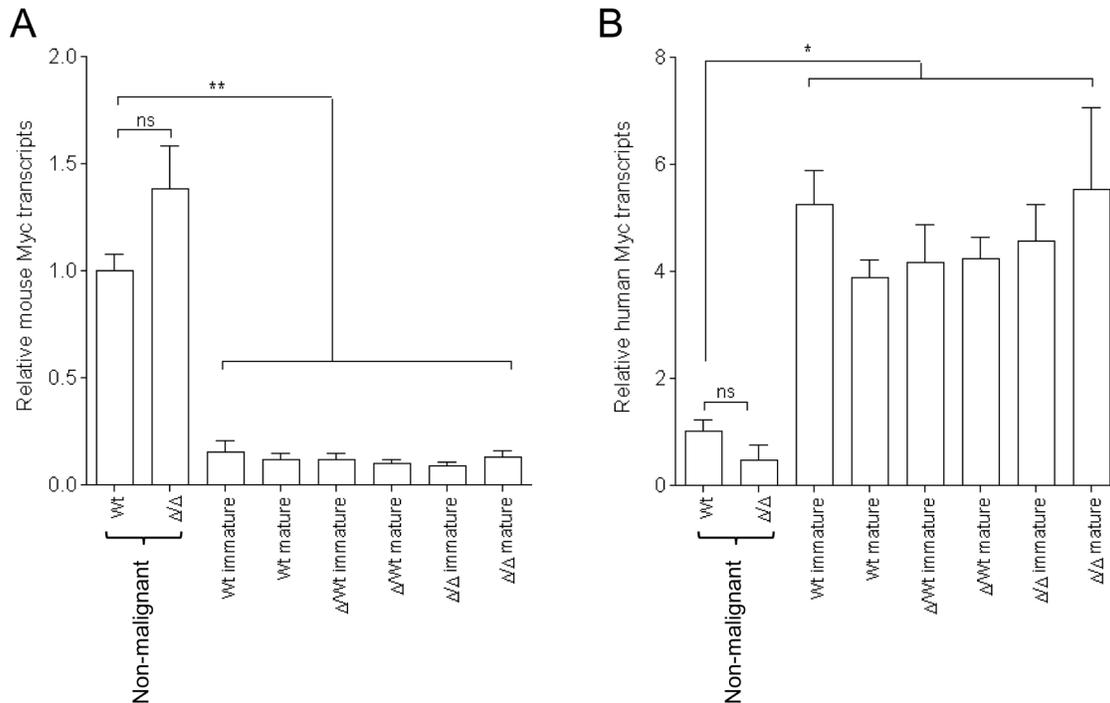 A
Relative mouse Myc transcripts
2.0
1.5
1.0
0.5
0.0
**
ns
Wt
Δ/Δ
Wt immature
Wt mature
Δ/Wt immature
Δ/Wt mature
Δ/Δ immature
Δ/Δ mature
Non-malignant
B
Relative human Myc transcripts
8
6
4
2
0
*
ns
Wt
Δ/Δ
Wt immature
Wt mature
Δ/Wt immature
Δ/Wt mature
Δ/Δ immature
Δ/Δ mature
Non-malignant